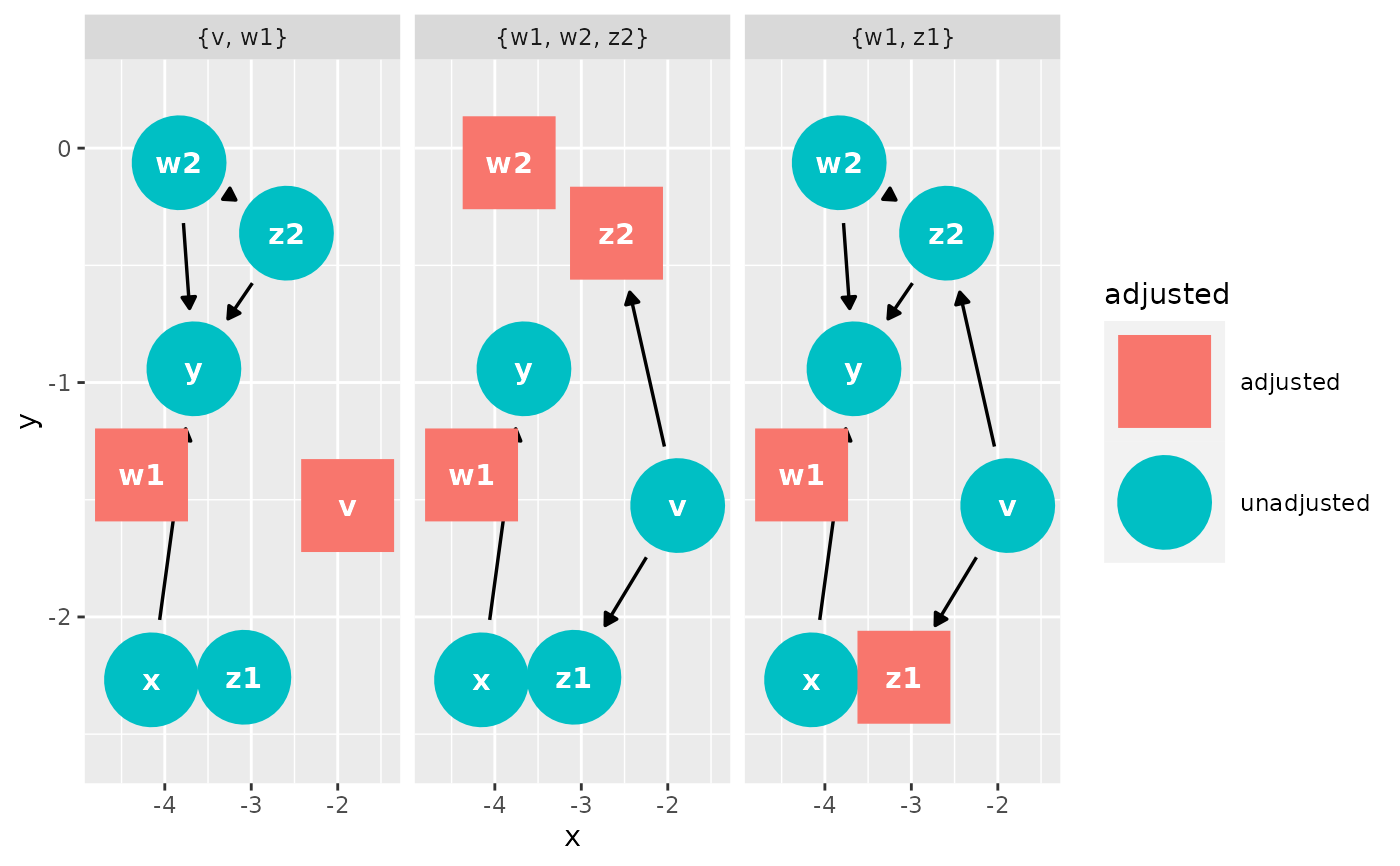 {v, w1}
{w1, w2, z2}
{w1, z1}
0
-1
-2
y
w2
z2
y
w1
v
x
z1
w2
z2
y
w1
v
x
z1
w2
z2
y
w1
v
x
z1
-4
-3
-2
-4
-3
-2
-4
-3
-2
x
adjusted
adjusted
unadjusted